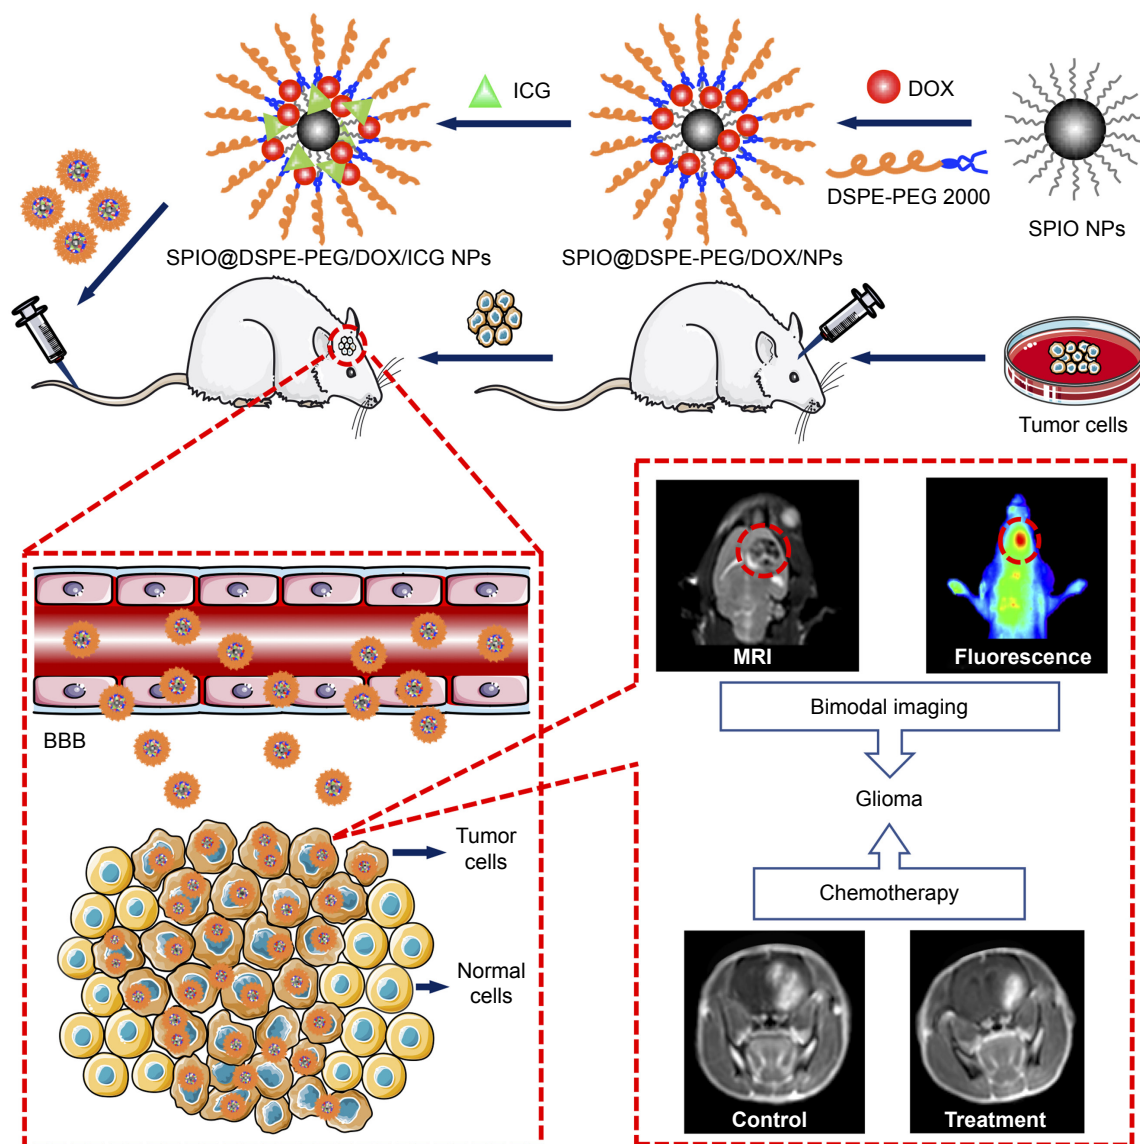 ICG
DOX
DSPE-PEG 2000
SPIO NPs
SPIO@DSPE-PEG/DOX/ICG NPs
SPIO@DSPE-PEG/DOX/NPs
Tumor cells
MRI
Fluorescence
BBB
Bimodal imaging
Glioma
Tumor
cells
Chemotherapy
Normal
cells
Control
Treatment